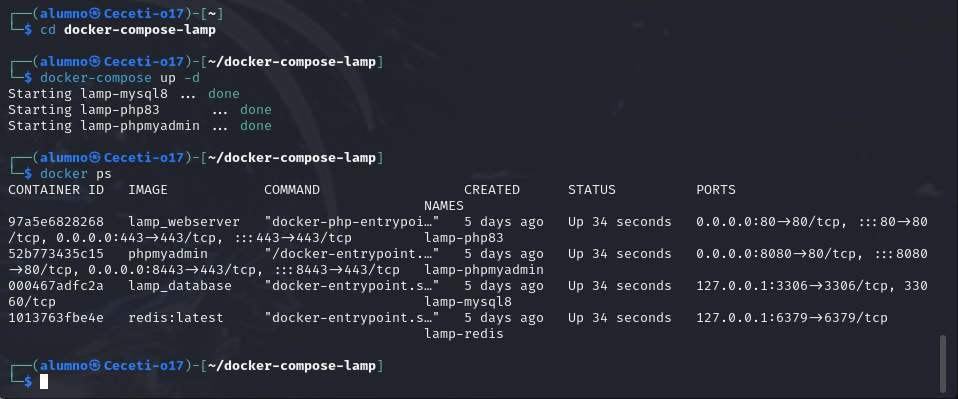 ┌──(alumno㉿Ceceti-o17)-[~]
└─$ cd docker-compose-lamp
┌──(alumno㉿Ceceti-o17)-[~/docker-compose-lamp]
└─$ docker-compose up -d
Starting lamp-mysql8 ... done
Starting lamp-php83      ... done
Starting lamp-phpmyadmin ... done
┌──(alumno㉿Ceceti-o17)-[~/docker-compose-lamp]
└─$ docker ps
CONTAINER ID   IMAGE            COMMAND                  CREATED      STATUS          PORTS
                                                    NAMES
97a5e6828268   lamp_webserver   "docker-php-entrypoi…"   5 days ago   Up 34 seconds   0.0.0.0:80->80/tcp, :::80->80
/tcp, 0.0.0.0:443->443/tcp, :::443->443/tcp         lamp-php83
52b773435c15   phpmyadmin       "/docker-entrypoint.…"   5 days ago   Up 34 seconds   0.0.0.0:8080->80/tcp, :::8080
->80/tcp, 0.0.0.0:8443->443/tcp, :::8443->443/tcp   lamp-phpmyadmin
000467adfc2a   lamp_database    "docker-entrypoint.s…"   5 days ago   Up 34 seconds   127.0.0.1:3306->3306/tcp, 330
60/tcp                                              lamp-mysql8
1013763fbe4e   redis:latest     "docker-entrypoint.s…"   5 days ago   Up 34 seconds   127.0.0.1:6379->6379/tcp
                                                    lamp-redis
┌──(alumno㉿Ceceti-o17)-[~/docker-compose-lamp]
└─$